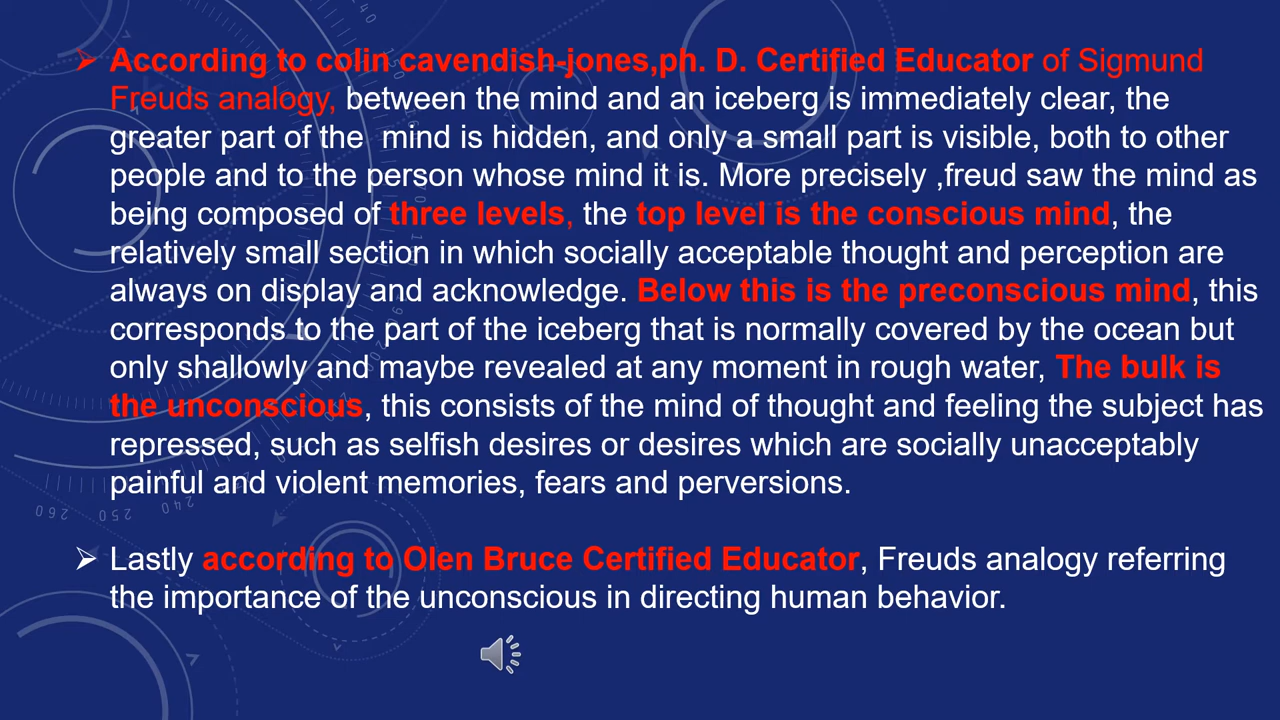 According to colin cavendish-jones,ph. D. Certified Educator of Sigmund
Freuds analogy, between the mind and an iceberg is immediately clear, the
greater part of the mind is hidden, and only a small part is visible, both to other
people and to the person whose mind it is. More precisely ,freud saw the mind as
being composed of three levels, the top level is the conscious mind, the
relatively small section in which socially acceptable thought and perception are
always on display and acknowledge. Below this is the preconscious mind, this
corresponds to the part of the iceberg that is normally covered by the ocean but
only shallowly and maybe revealed at any moment in rough water, The bulk is
the unconscious, this consists of the mind of thought and feeling the subject has
repressed, such as selfish desires or desires which are socially unacceptably
painful and violent memories, fears and perversions.
Lastly according to Olen Bruce Certified Educator, Freuds analogy referring
the importance of the unconscious in directing human behavior.
260
250
240